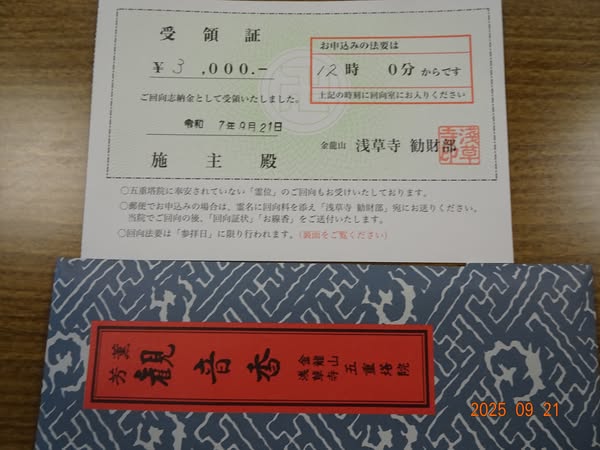 受領証
¥ 3,000.-
ご回向志納金として受領いたしました。
令和 7年9月21日
施主殿
お申込みの法要は
12時 0分からです
上記の時刻に回向室にお入りください
金龍山 浅草寺 勧財部
浅草寺印
○五重塔院に奉安されていない「霊位」のご回向もお受けいたしております。
○郵便でお申込みの場合は、霊名に回向料を添え「浅草寺 勧財部」宛にお送りください。
当院でご回向の後、「回向証状」「お線香」をご送付いたします。
○回向法要は「参拝日」に限り行われます。(裏面をご覧ください)
芳薫
観音香
金龍山
浅草寺
五重塔院
2025 09 21